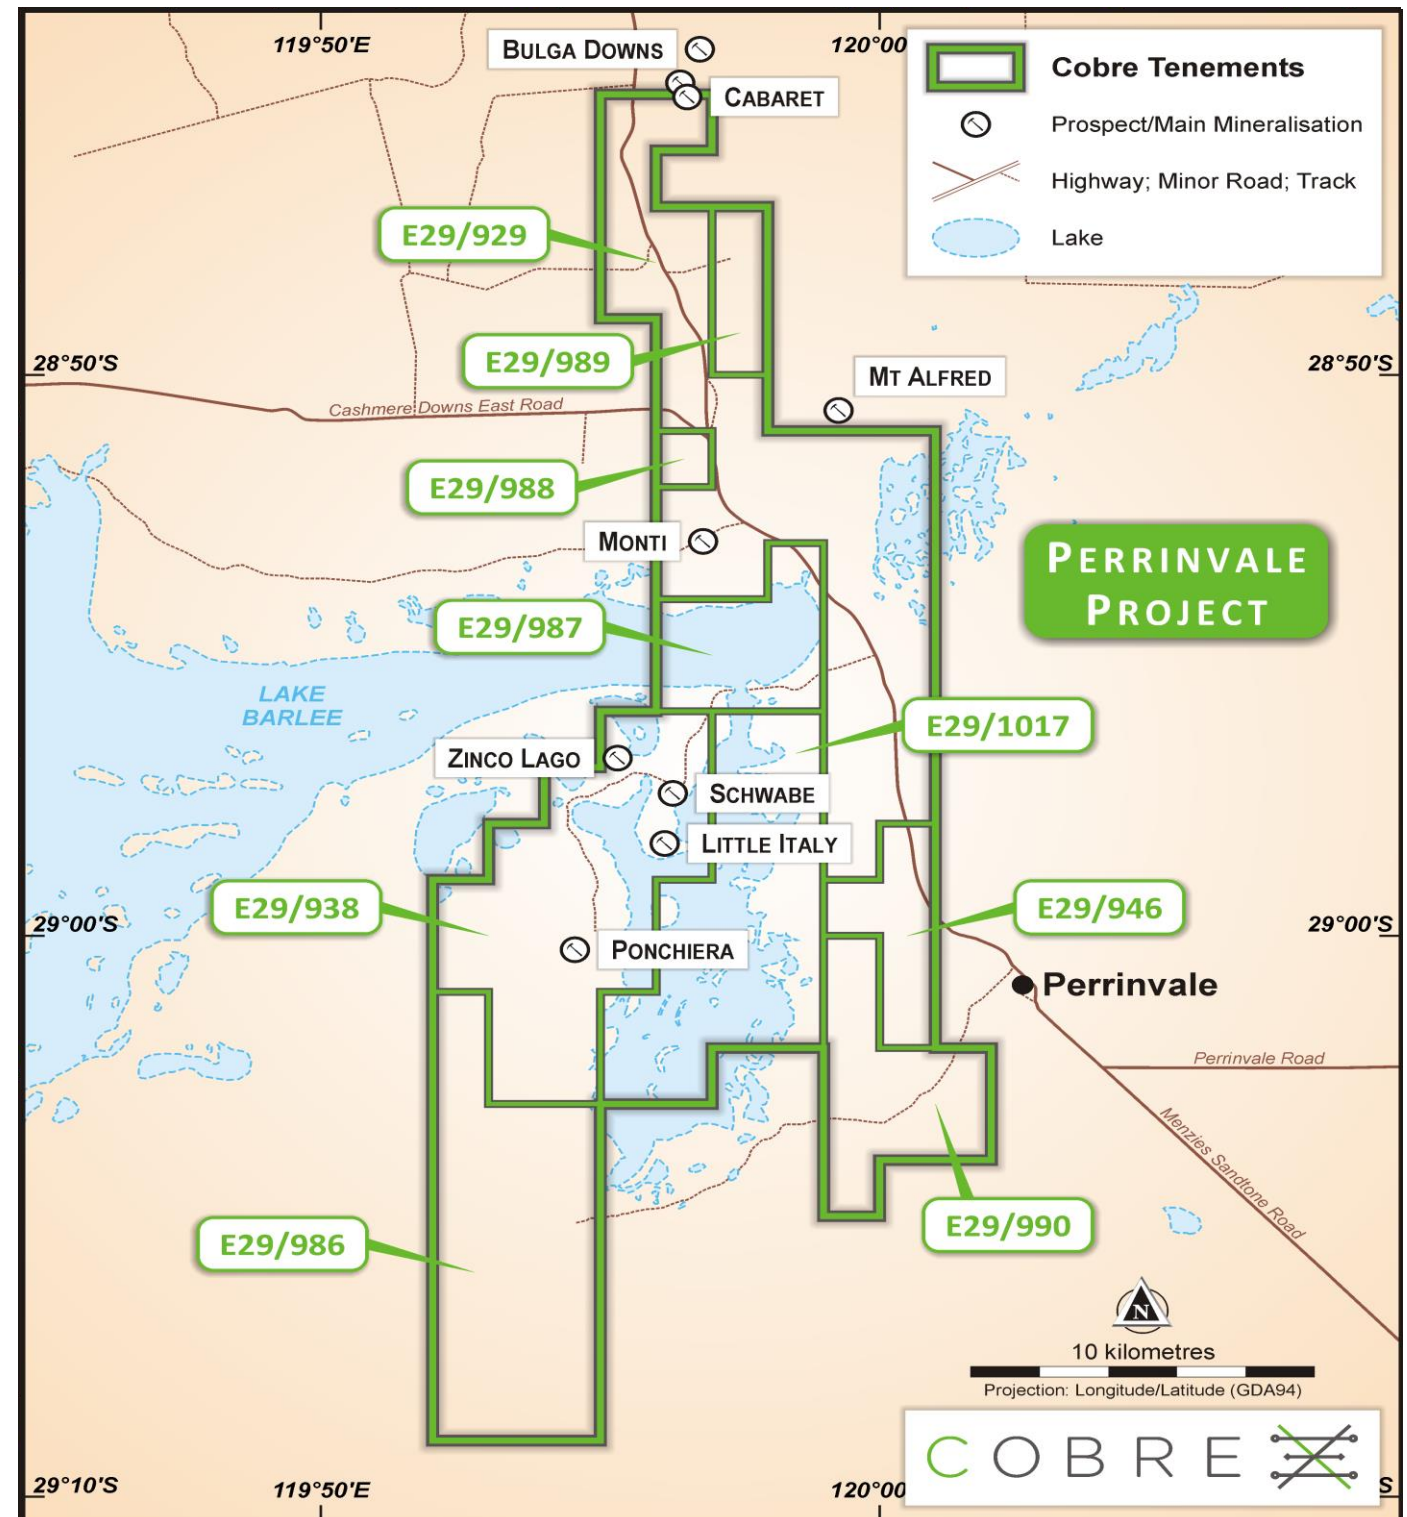 119°50'E
120°00
BULGA DOWNS
CABARET
Cobre Tenements
Prospect/Main Mineralisation
Highway; Minor Road; Track
Lake
E29/929
E29/989
28°50'S
28°50'S
MT ALFRED
Cashmere Downs East Road
E29/988
MONTI
PERRINVALE
PROJECT
E29/987
LAKE
BARLEE
E29/1017
ZINCO LAGO
SCHWABE
LITTLE ITALY
E29/938
E29/946
29°00'S
29°00'S
PONCHIERA
Perrinvale
Perrinvale Road
Menzies Sandtone Road
E29/990
E29/986
N
10 kilometres
Projection: Longitude/Latitude (GDA94)
COBRE
29°10'S
S
119°50'E
120°00